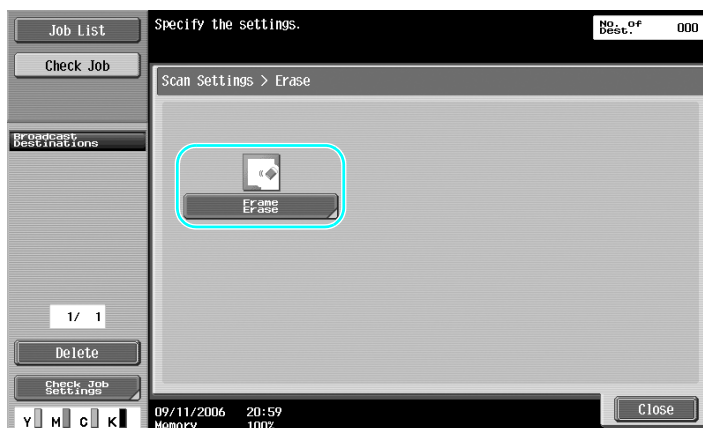 Job List
Specify the settings.
No. of
Dest.
000
Check Job
Scan Settings > Erase
Broadcast
Destinations
Frame
Erase
1/ 1
Delete
Check Job
Settings
Close
09/11/2006 20:59
Memory 100%
Y M C K